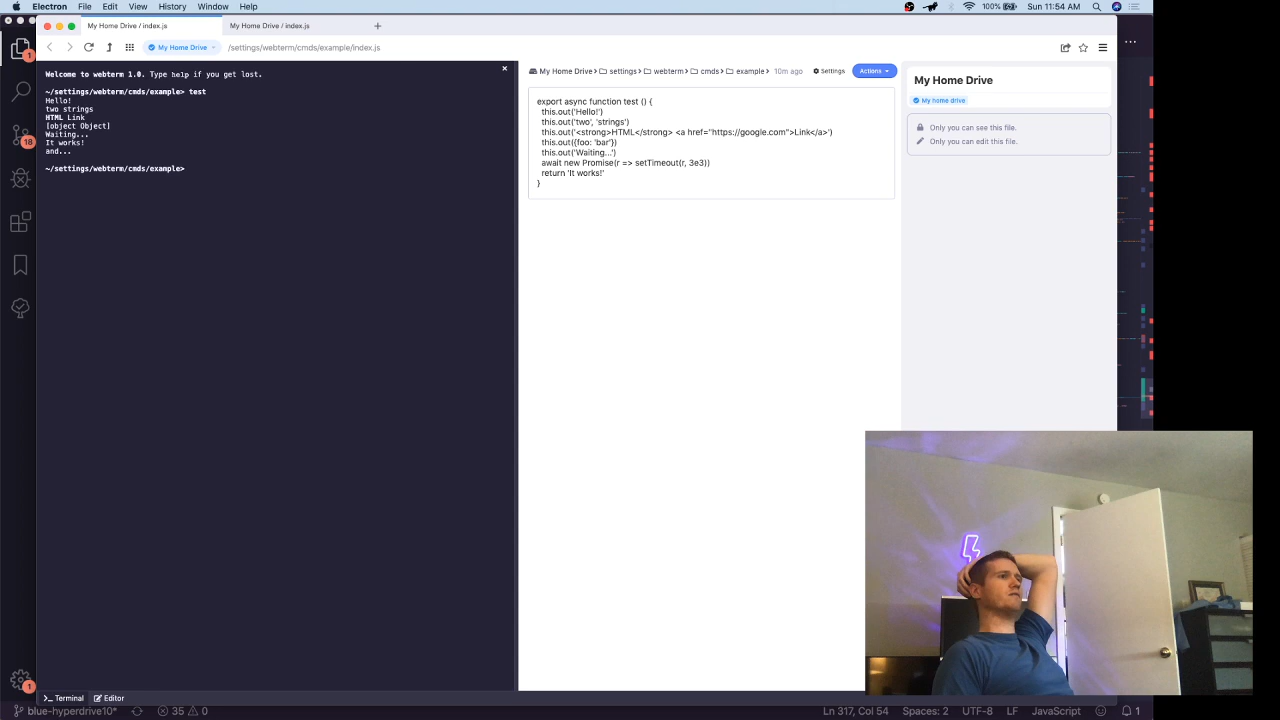 Electron File Edit View History Window Help
100% Sun 11:54 AM
My Home Drive / index.js
My Home Drive / index.js
My Home Drive
/settings/webterm/cmds/example/index.js
Welcome to webterm 1.0. Type help if you get lost.
~/settings/webterm/cmds/example> test
Hello!
two strings
HTML Link
[object Object]
Waiting...
It works!
and...
~/settings/webterm/cmds/example>
My Home Drive > settings > webterm > cmds > example > 10m ago Settings Actions
export async function test () {
this.out('Hello!')
this.out('two', 'strings')
this.out('<strong>HTML</strong> <a href="https://google.com">Link</a>')
this.out({foo: 'bar'})
this.out('Waiting...')
await new Promise(r => setTimeout(r, 3e3))
return 'It works!'
}
My Home Drive
My home drive
Only you can see this file.
Only you can edit this file.
1
18
1
>_ Terminal Editor
blue-hyperdrive10* 35 0
Ln 317, Col 54 Spaces: 2 UTF-8 LF JavaScript 1